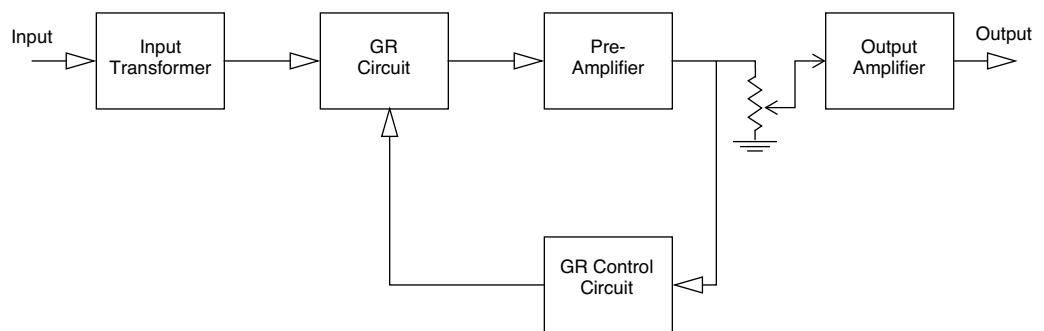 Input
Input
Transformer
GR
Circuit
Pre-
Amplifier
Output
Amplifier
Output
GR Control
Circuit